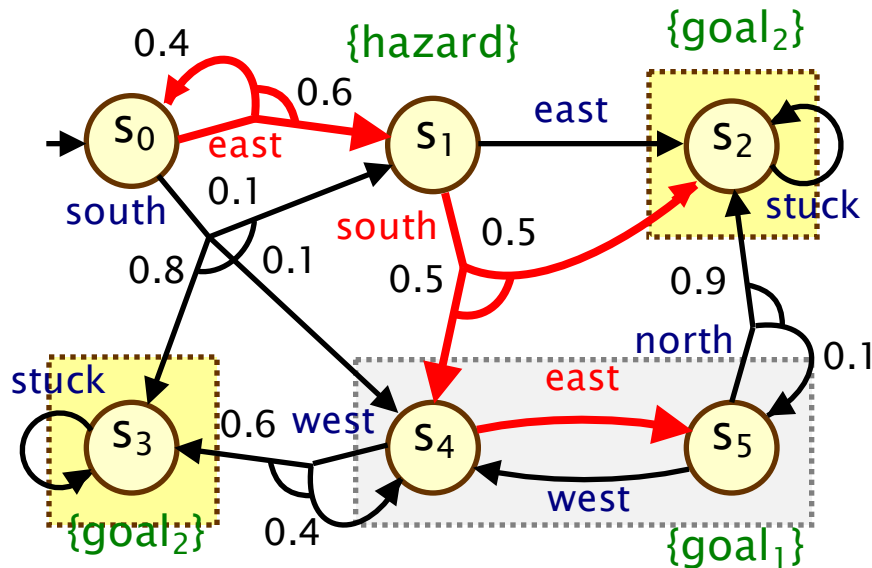 {goal₂}
0.4
{hazard}
0.6
east
s₀
s₁
s₂
east
0.1
south
south
0.5
stuck
0.8
0.1
0.5
0.9
north
0.1
stuck
east
0.6
west
s₃
s₄
s₅
west
0.4
{goal₂}
{goal₁}